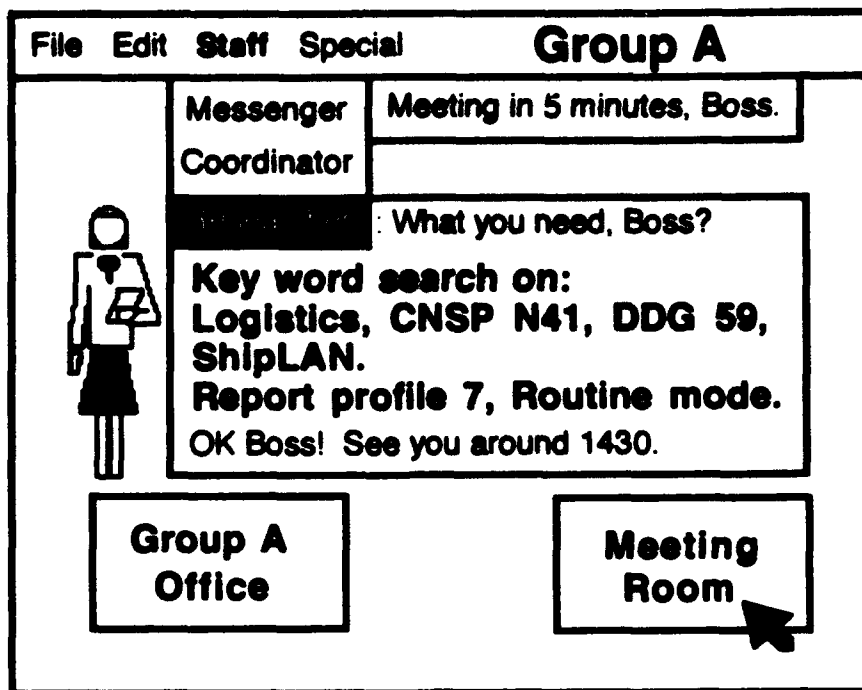 File Edit Staff Special Group A
Messenger Meeting in 5 minutes, Boss.
Coordinator
: What you need, Boss?
Key word search on:
Logistics, CNSP N41, DDG 59,
ShipLAN.
Report profile 7, Routine mode.
OK Boss! See you around 1430.
Group A
Office
Meeting
Room